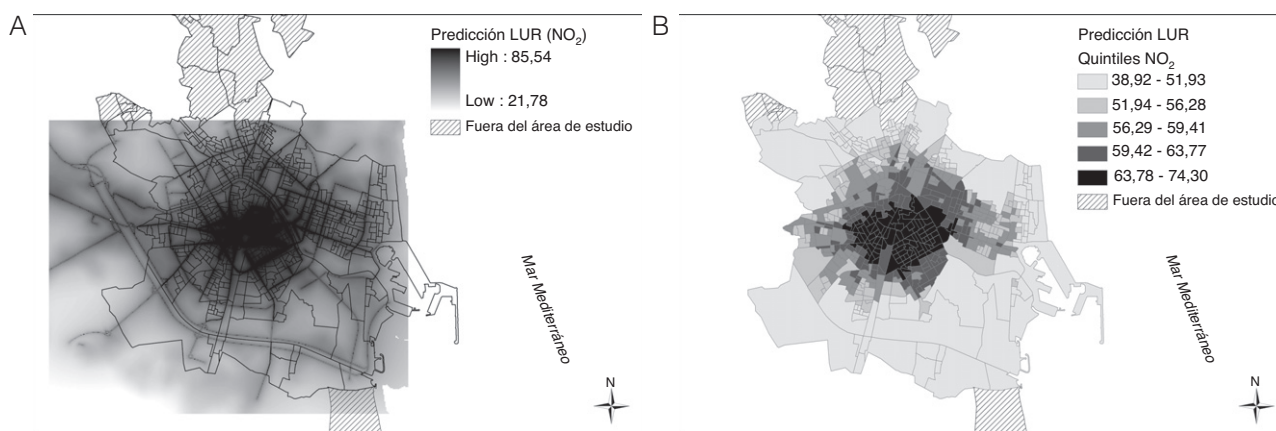 A
Predicción LUR (NO2)
High : 85,54
Low : 21,78
Fuera del área de estudio
Mar Mediterráneo
N
B
Predicción LUR
Quintiles NO2
38,92 - 51,93
51,94 - 56,28
56,29 - 59,41
59,42 - 63,77
63,78 - 74,30
Fuera del área de estudio
Mar Mediterráneo
N